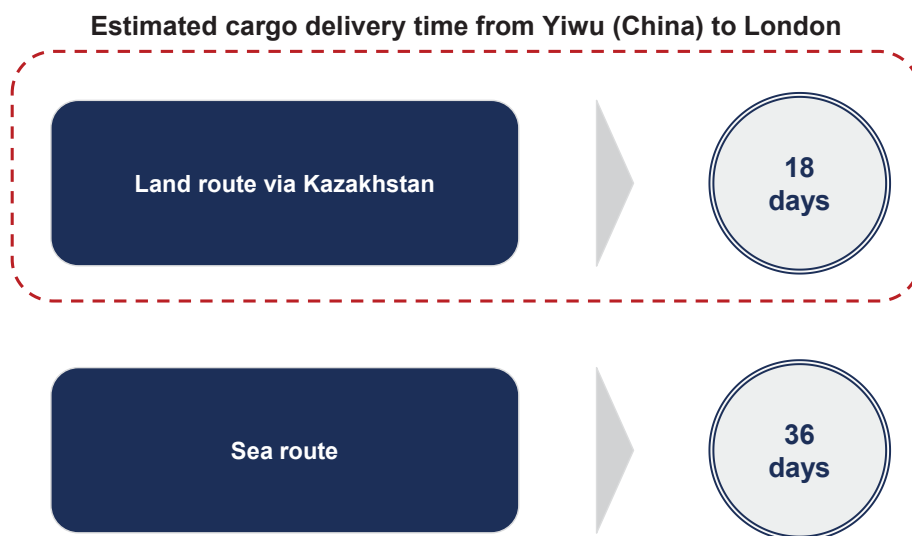 Estimated cargo delivery time from Yiwu (China) to London
Land route via Kazakhstan
18
days
Sea route
36
days